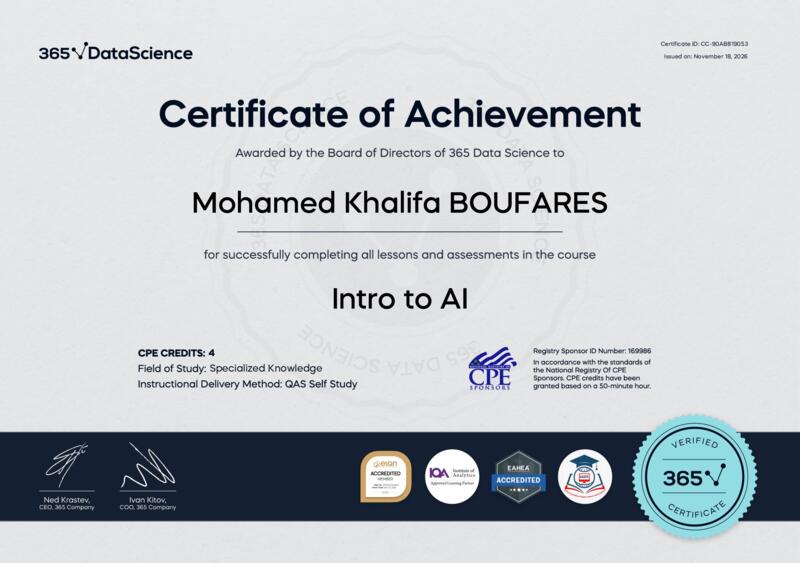 365 DataScience
Certificate ID: CC-90AB819053
Issued on: November 18, 2026
Certificate of Achievement
Awarded by the Board of Directors of 365 Data Science to
Mohamed Khalifa BOUFARES
for successfully completing all lessons and assessments in the course
Intro to AI
CPE CREDITS: 4
Field of Study: Specialized Knowledge
Instructional Delivery Method: QAS Self Study
CPE
SPONSORS
Registry Sponsor ID Number: 169986
In accordance with the standards of
the National Registry Of CPE
Sponsors. CPE credits have been
granted based on a 50-minute hour.
365 DATA SCIENCE
Ned Krastev,
CEO, 365 Company
Ivan Kitov,
COO, 365 Company
ACCREDITED
MEMBER
IQA
Institute of
Analytics
Approved Learning Partner
EAHEA
ACCREDITED
VERIFIED
365
CERTIFICATE